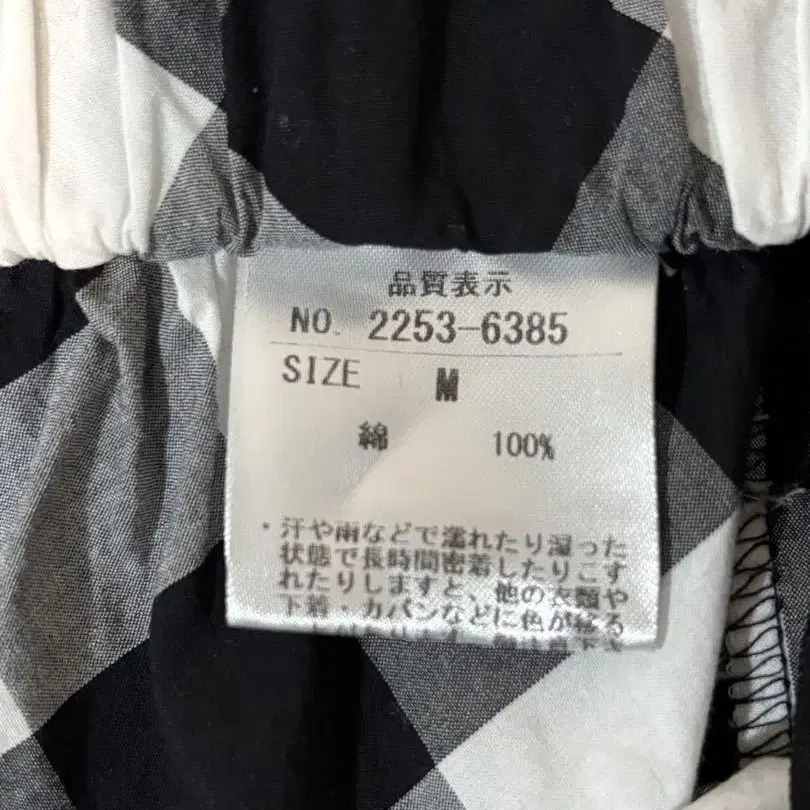 品質表示
NO. 2253-6385
SIZE M
綿 100%
・汗や雨などで濡れたり湿った
状態で長時間密着したりこす
れたりしますと、他の衣類や
下着・カバンなどに色が移る